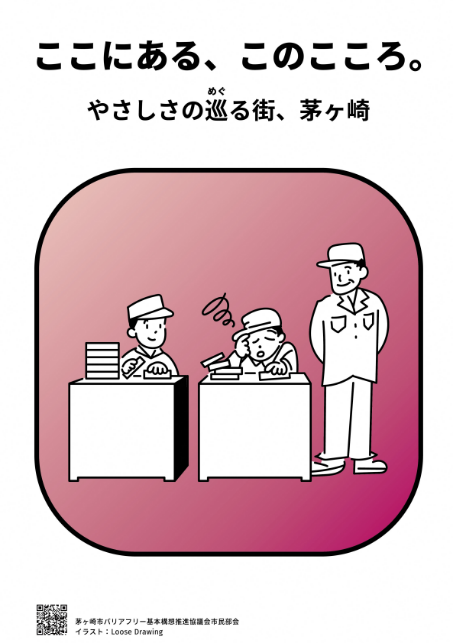 ここにある、このこころ。
めぐ
やさしさの巡る街、茅ヶ崎
茅ヶ崎市バリアフリー基本構想推進協議会市民部会
イラスト：Loose Drawing